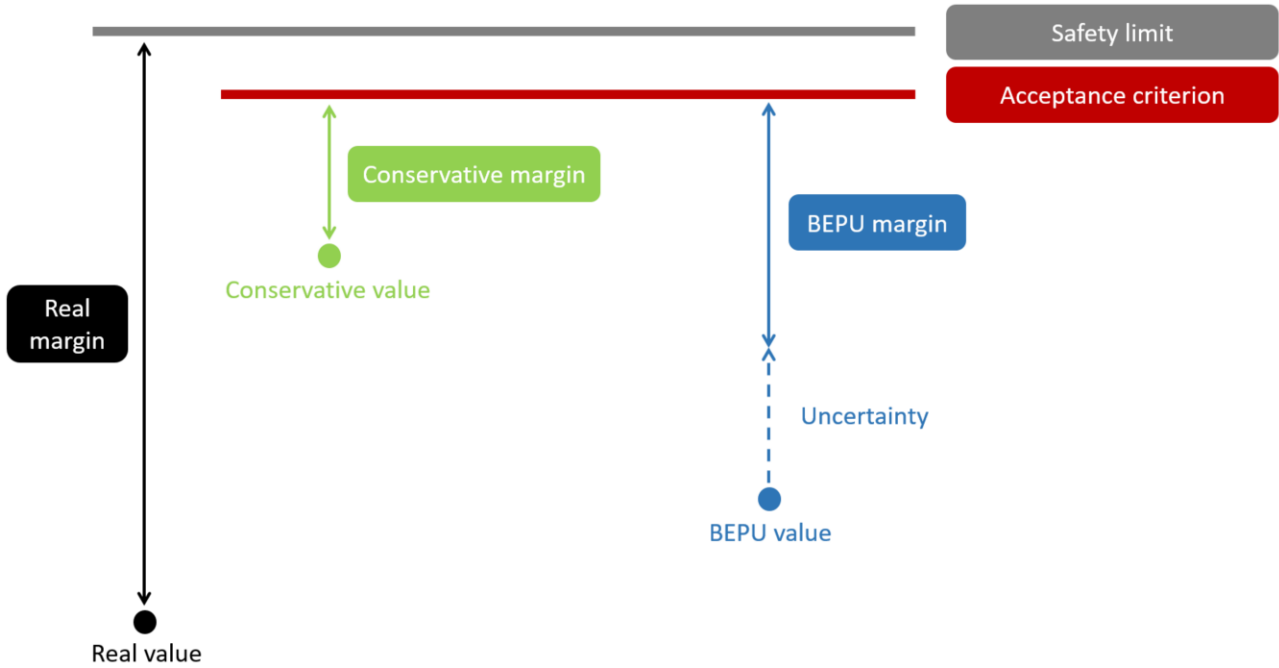 Safety limit
Acceptance criterion
Conservative margin
BEPU margin
Conservative value
Real
margin
Uncertainty
BEPU value
Real value